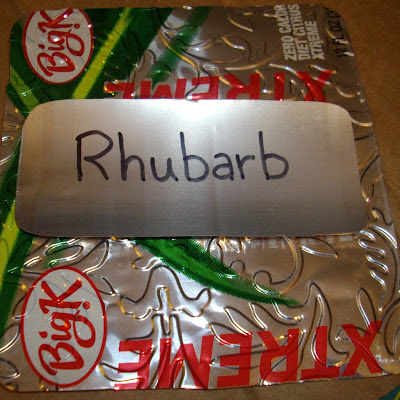 Big K
ZERO CALOR
DIET CITRUS
XTREME
XTREME
Rhubarb
Big K
XTREME